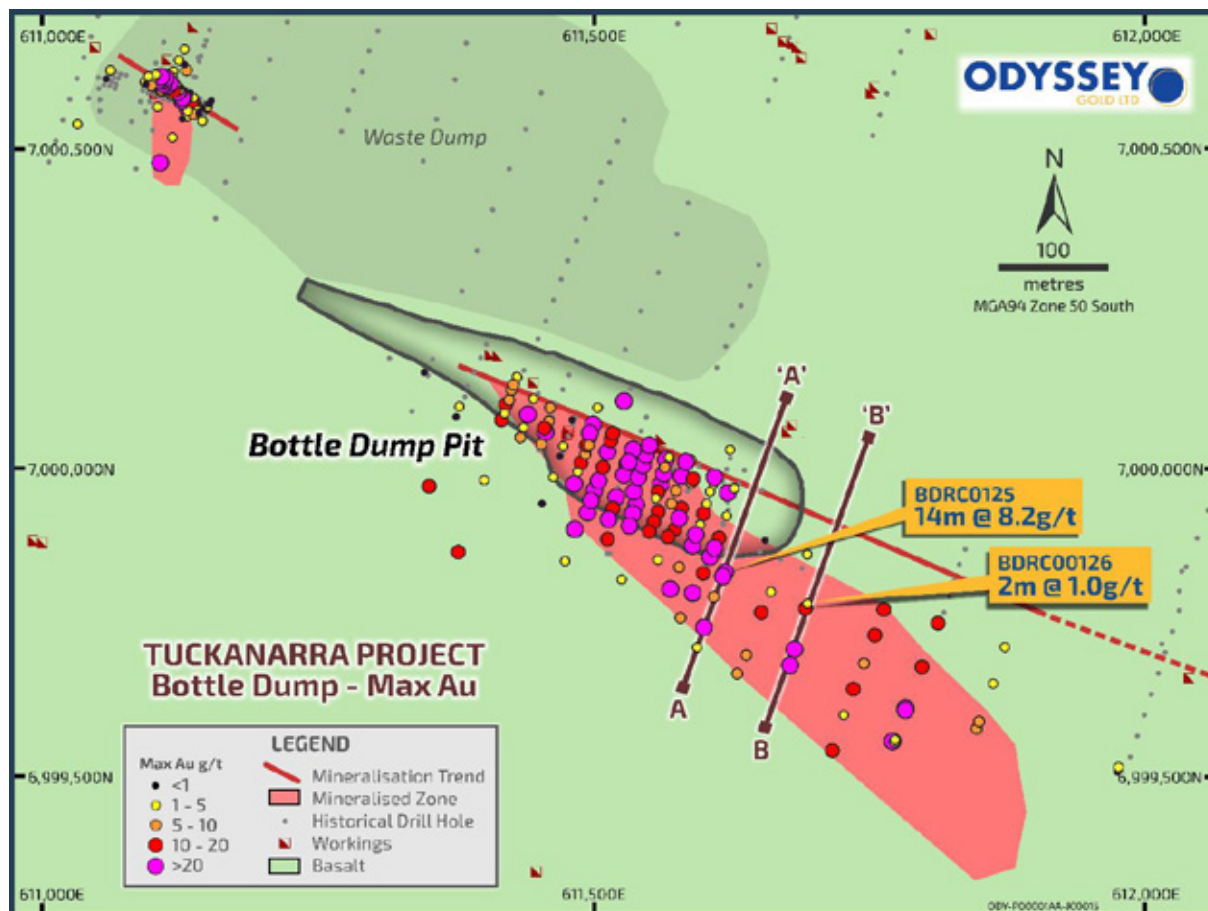 611,000E
611,500E
612,000E
ODYSSEY
GOLD LTD
Waste Dump
7,000,500N
7,000,500N
N
100
metres
MGA94 Zone 50 South
'A'
'B'
Bottle Dump Pit
7,000,000N
7,000,000N
BDRC0125
14m @ 8.2g/t
BDRC00126
2m @ 1.0g/t
TUCKANARRA PROJECT
Bottle Dump - Max Au
A
B
LEGEND
Max Au g/t
<1
1 - 5
5 - 10
10 - 20
>20
Mineralisation Trend
Mineralised Zone
Historical Drill Hole
Workings
Basalt
6,999,500N
6,999,500N
611,000E
611,500E
612,000E